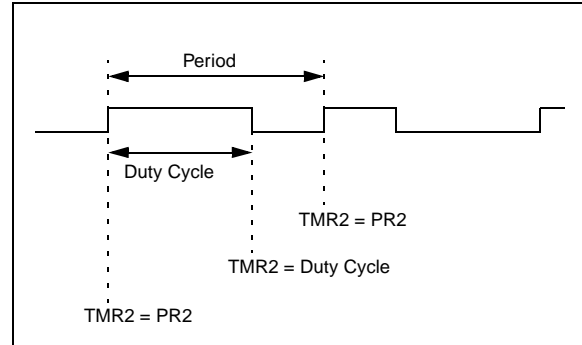 Period
Duty Cycle
TMR2 = PR2
TMR2 = Duty Cycle
TMR2 = PR2